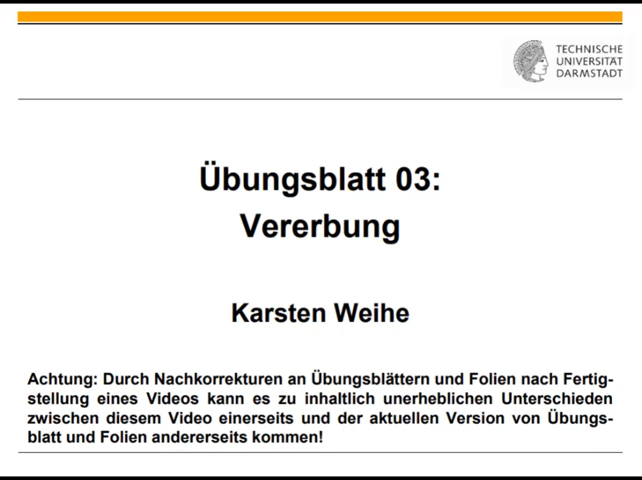 TECHNISCHE
UNIVERSITÄT
DARMSTADT
Übungsblatt 03:
Vererbung
Karsten Weihe
Achtung: Durch Nachkorrekturen an Übungsblättern und Folien nach Fertig-
stellung eines Videos kann es zu inhaltlich unerheblichen Unterschieden
zwischen diesem Video einerseits und der aktuellen Version von Übungs-
blatt und Folien andererseits kommen!